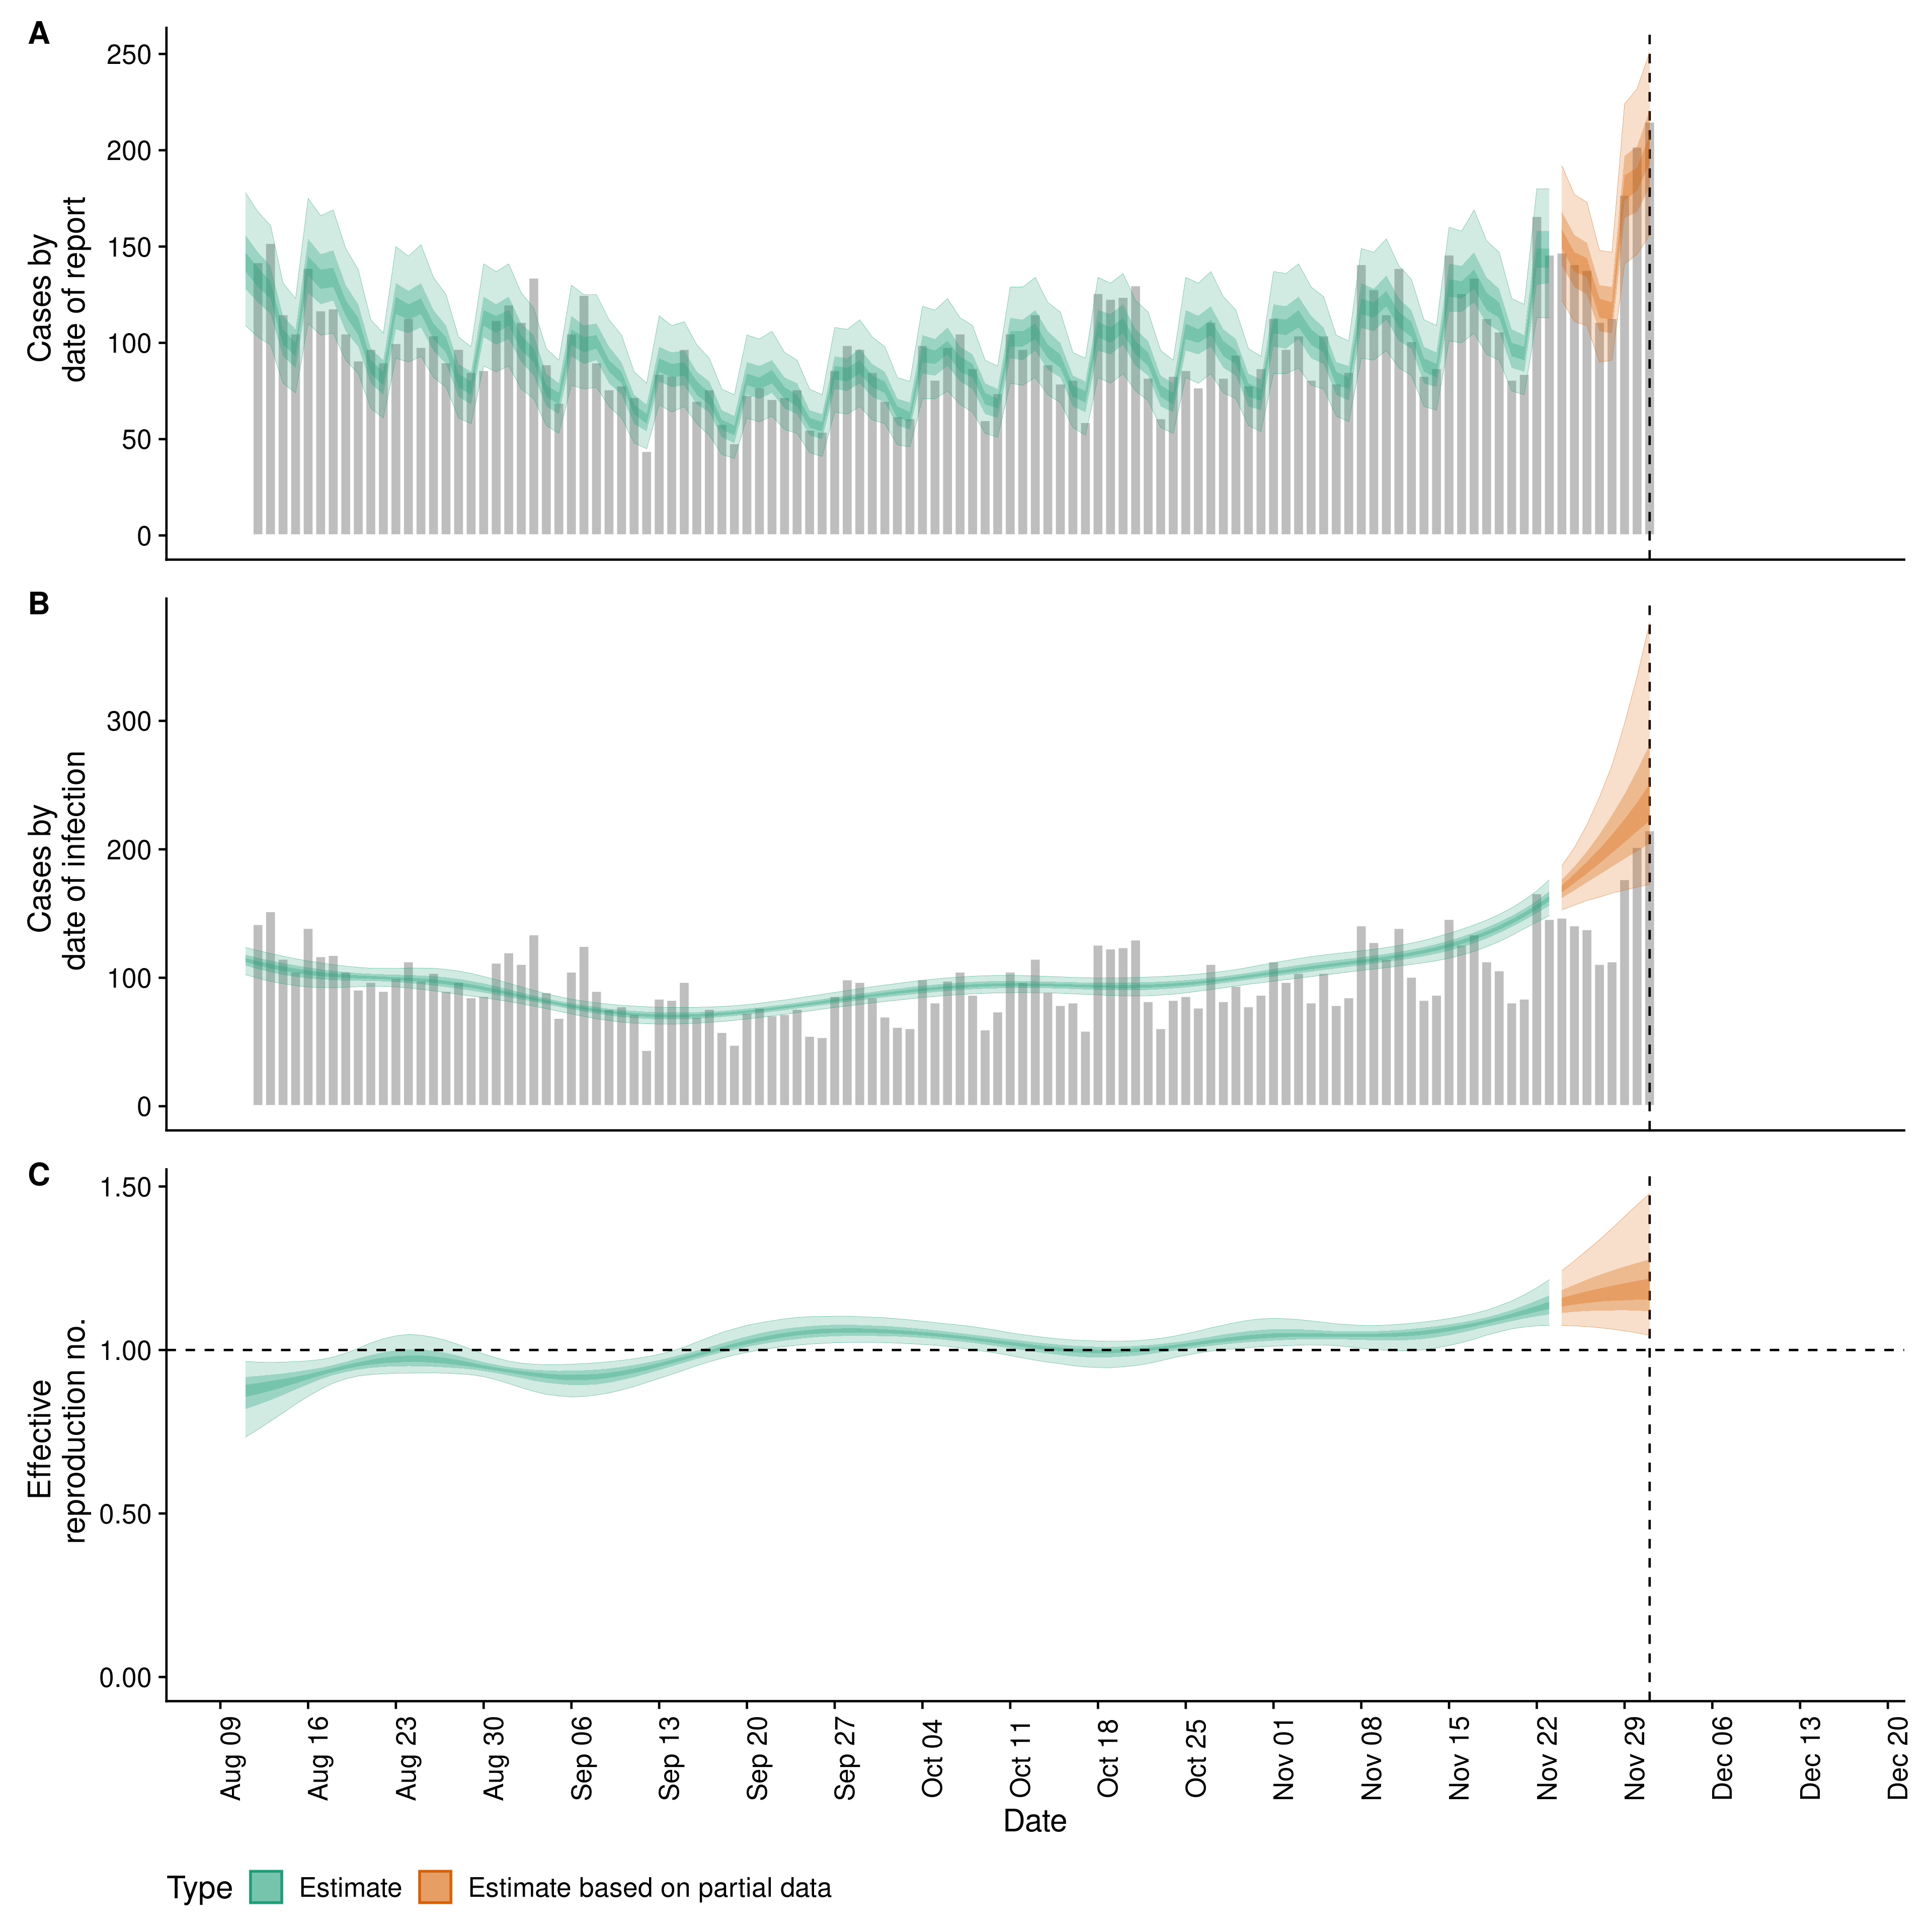 A
250
200
150
100
50
0
Cases by
date of report
B
300
200
100
0
Cases by
date of infection
C
1.50
1.00
0.50
0.00
Effective
reproduction no.
Aug 09
Aug 16
Aug 23
Aug 30
Sep 06
Sep 13
Sep 20
Sep 27
Oct 04
Oct 11
Oct 18
Oct 25
Nov 01
Nov 08
Nov 15
Nov 22
Nov 29
Dec 06
Dec 13
Dec 20
Date
Type Estimate Estimate based on partial data